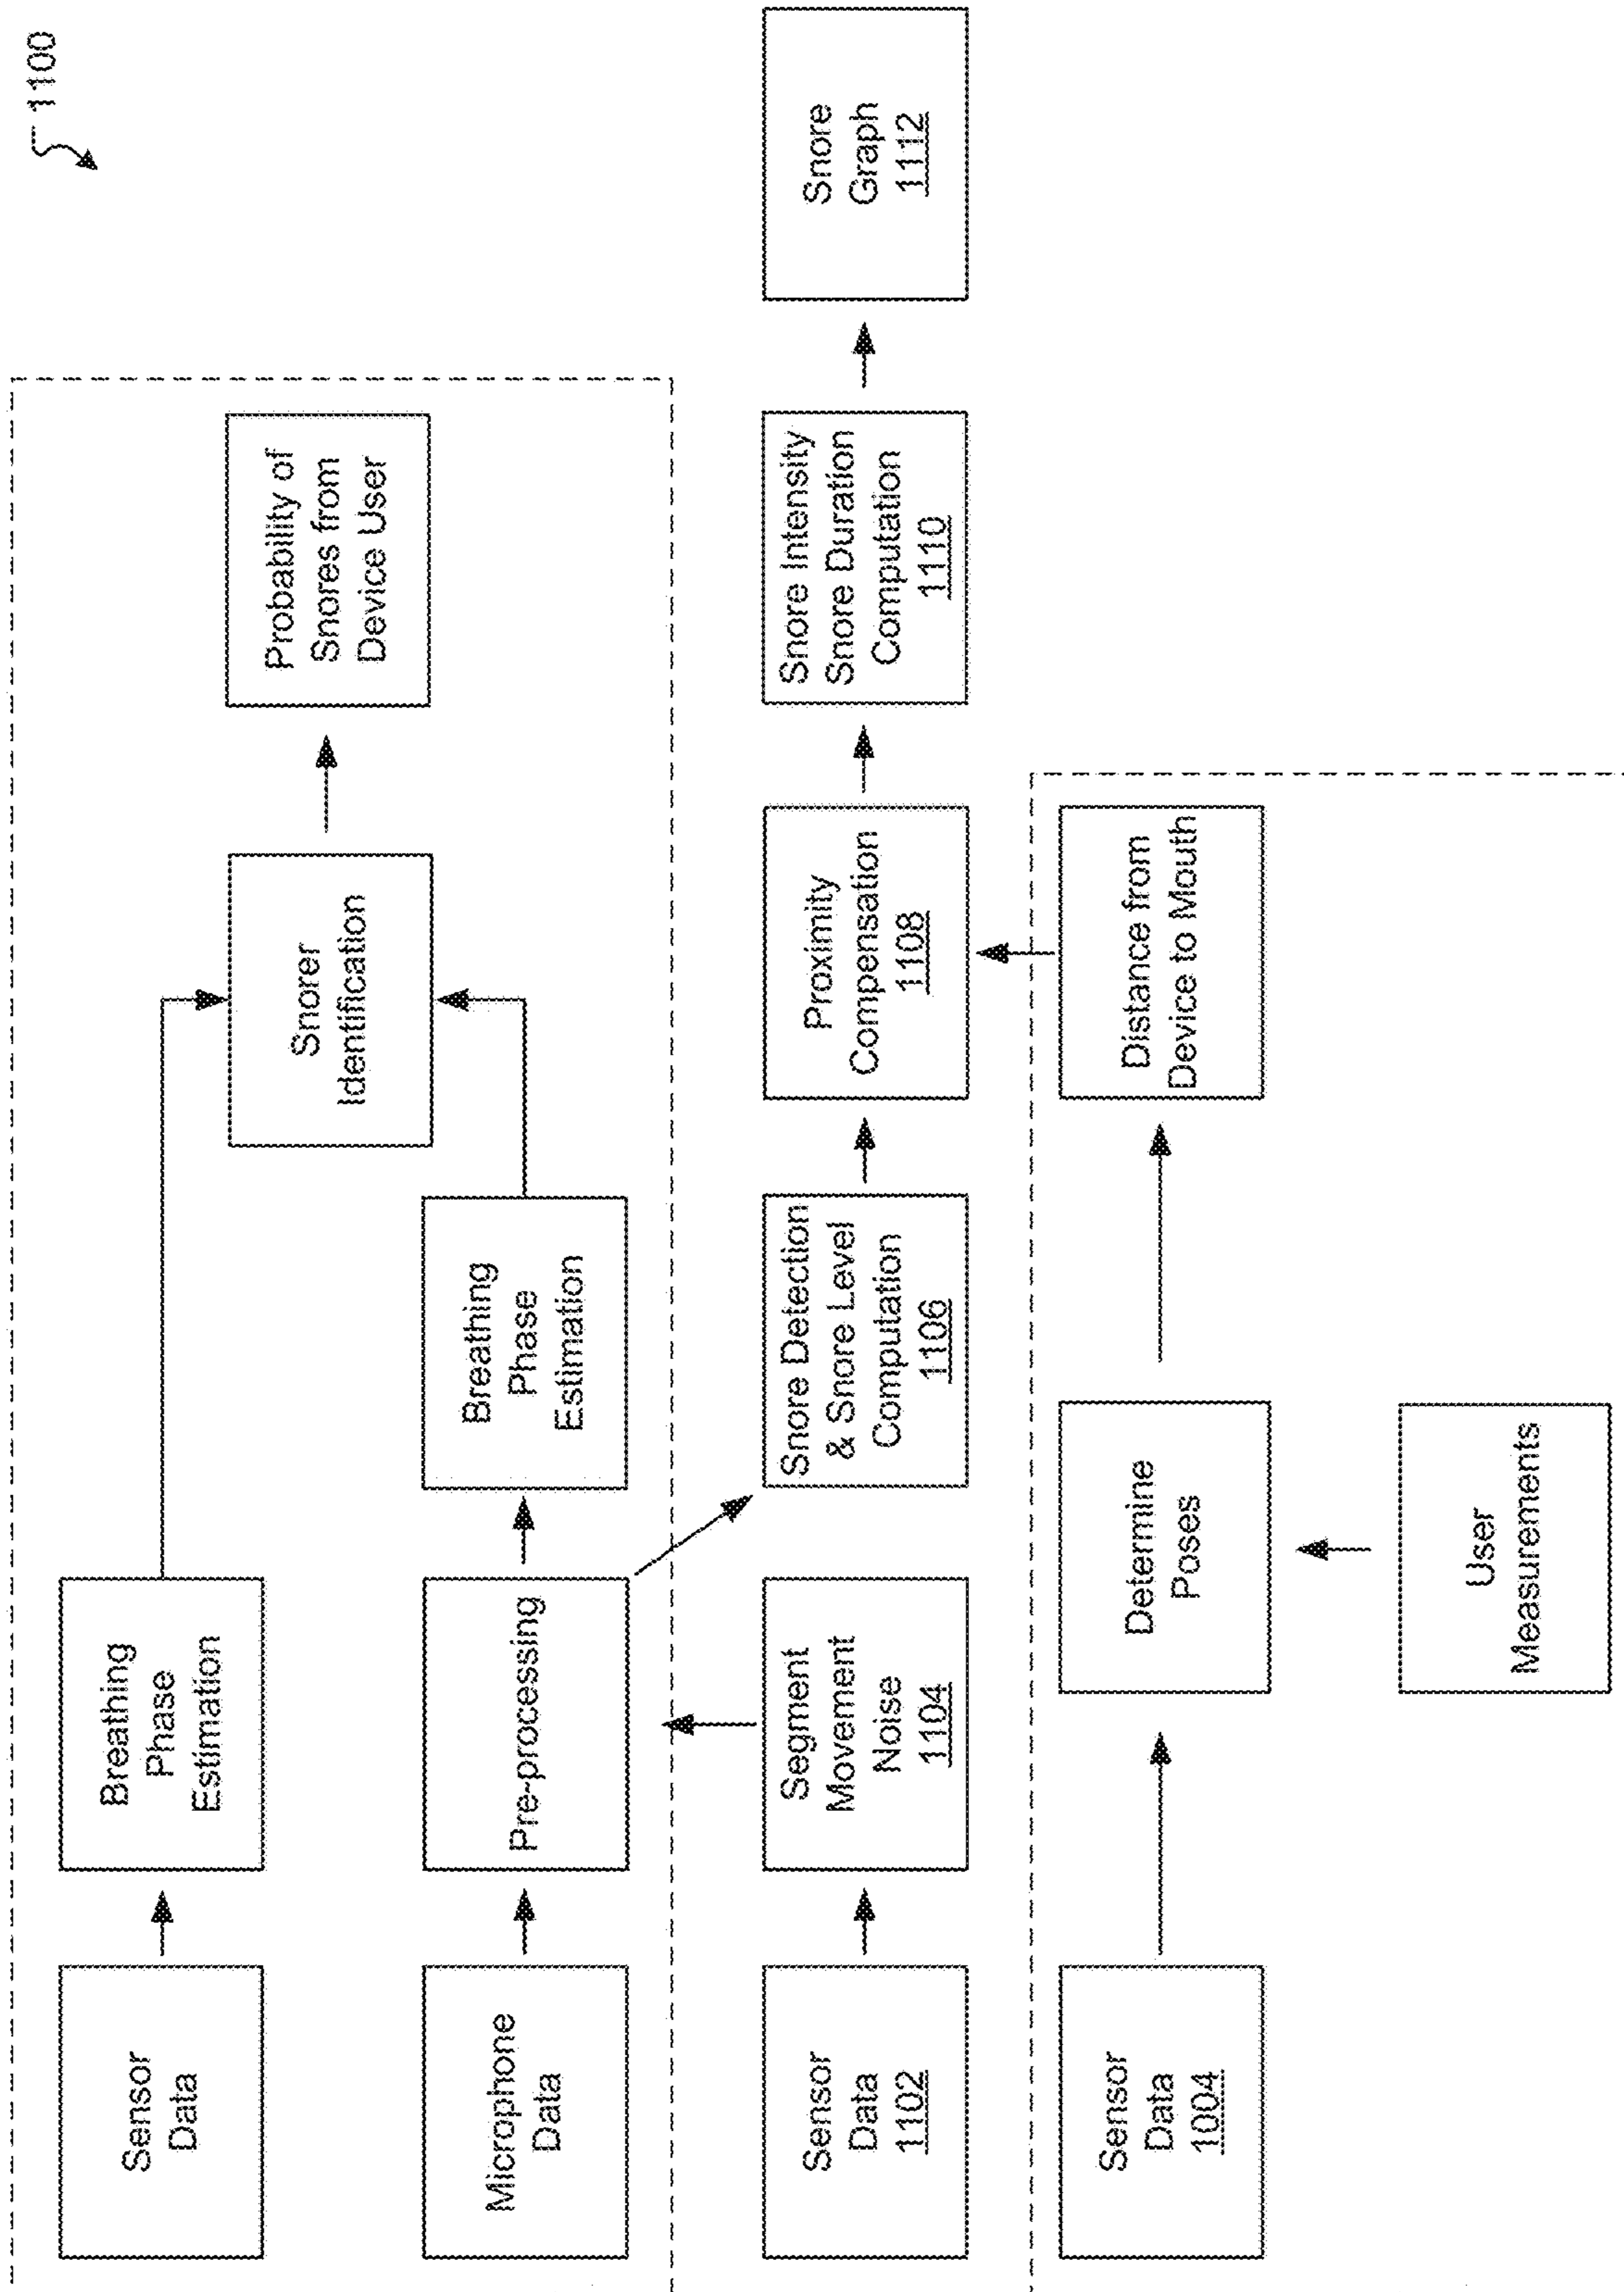 1100
Sensor
Data
Breathing
Phase
Estimation
Snorer
Identification
Probability of
Snores from
Device User
Microphone
Data
Pre-processing
Breathing
Phase
Estimation
Sensor
Data
1102
Segment
Movement
Noise
1104
Snore Detection
& Snore Level
Computation
1106
Proximity
Compensation
1108
Snore Intensity
Snore Duration
Computation
1110
Snore
Graph
1112
Sensor
Data
1004
Determine
Poses
Distance from
Device to Mouth
User
Measurements